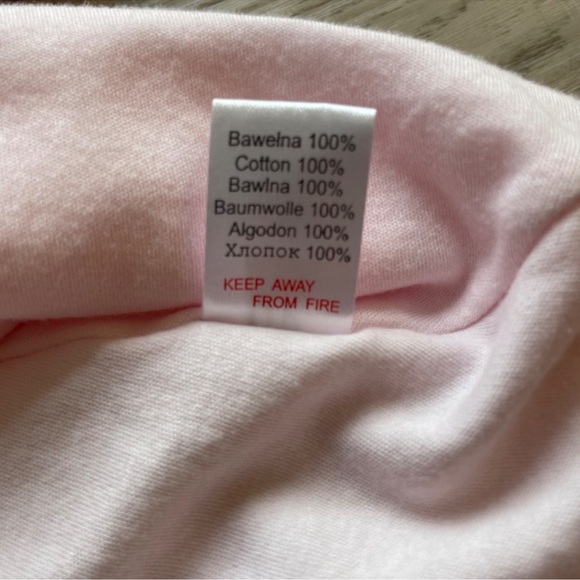 Bawełna 100%
Cotton 100%
Bawlna 100%
Baumwolle 100%
Algodon 100%
Хлопок 100%
KEEP AWAY
FROM FIRE